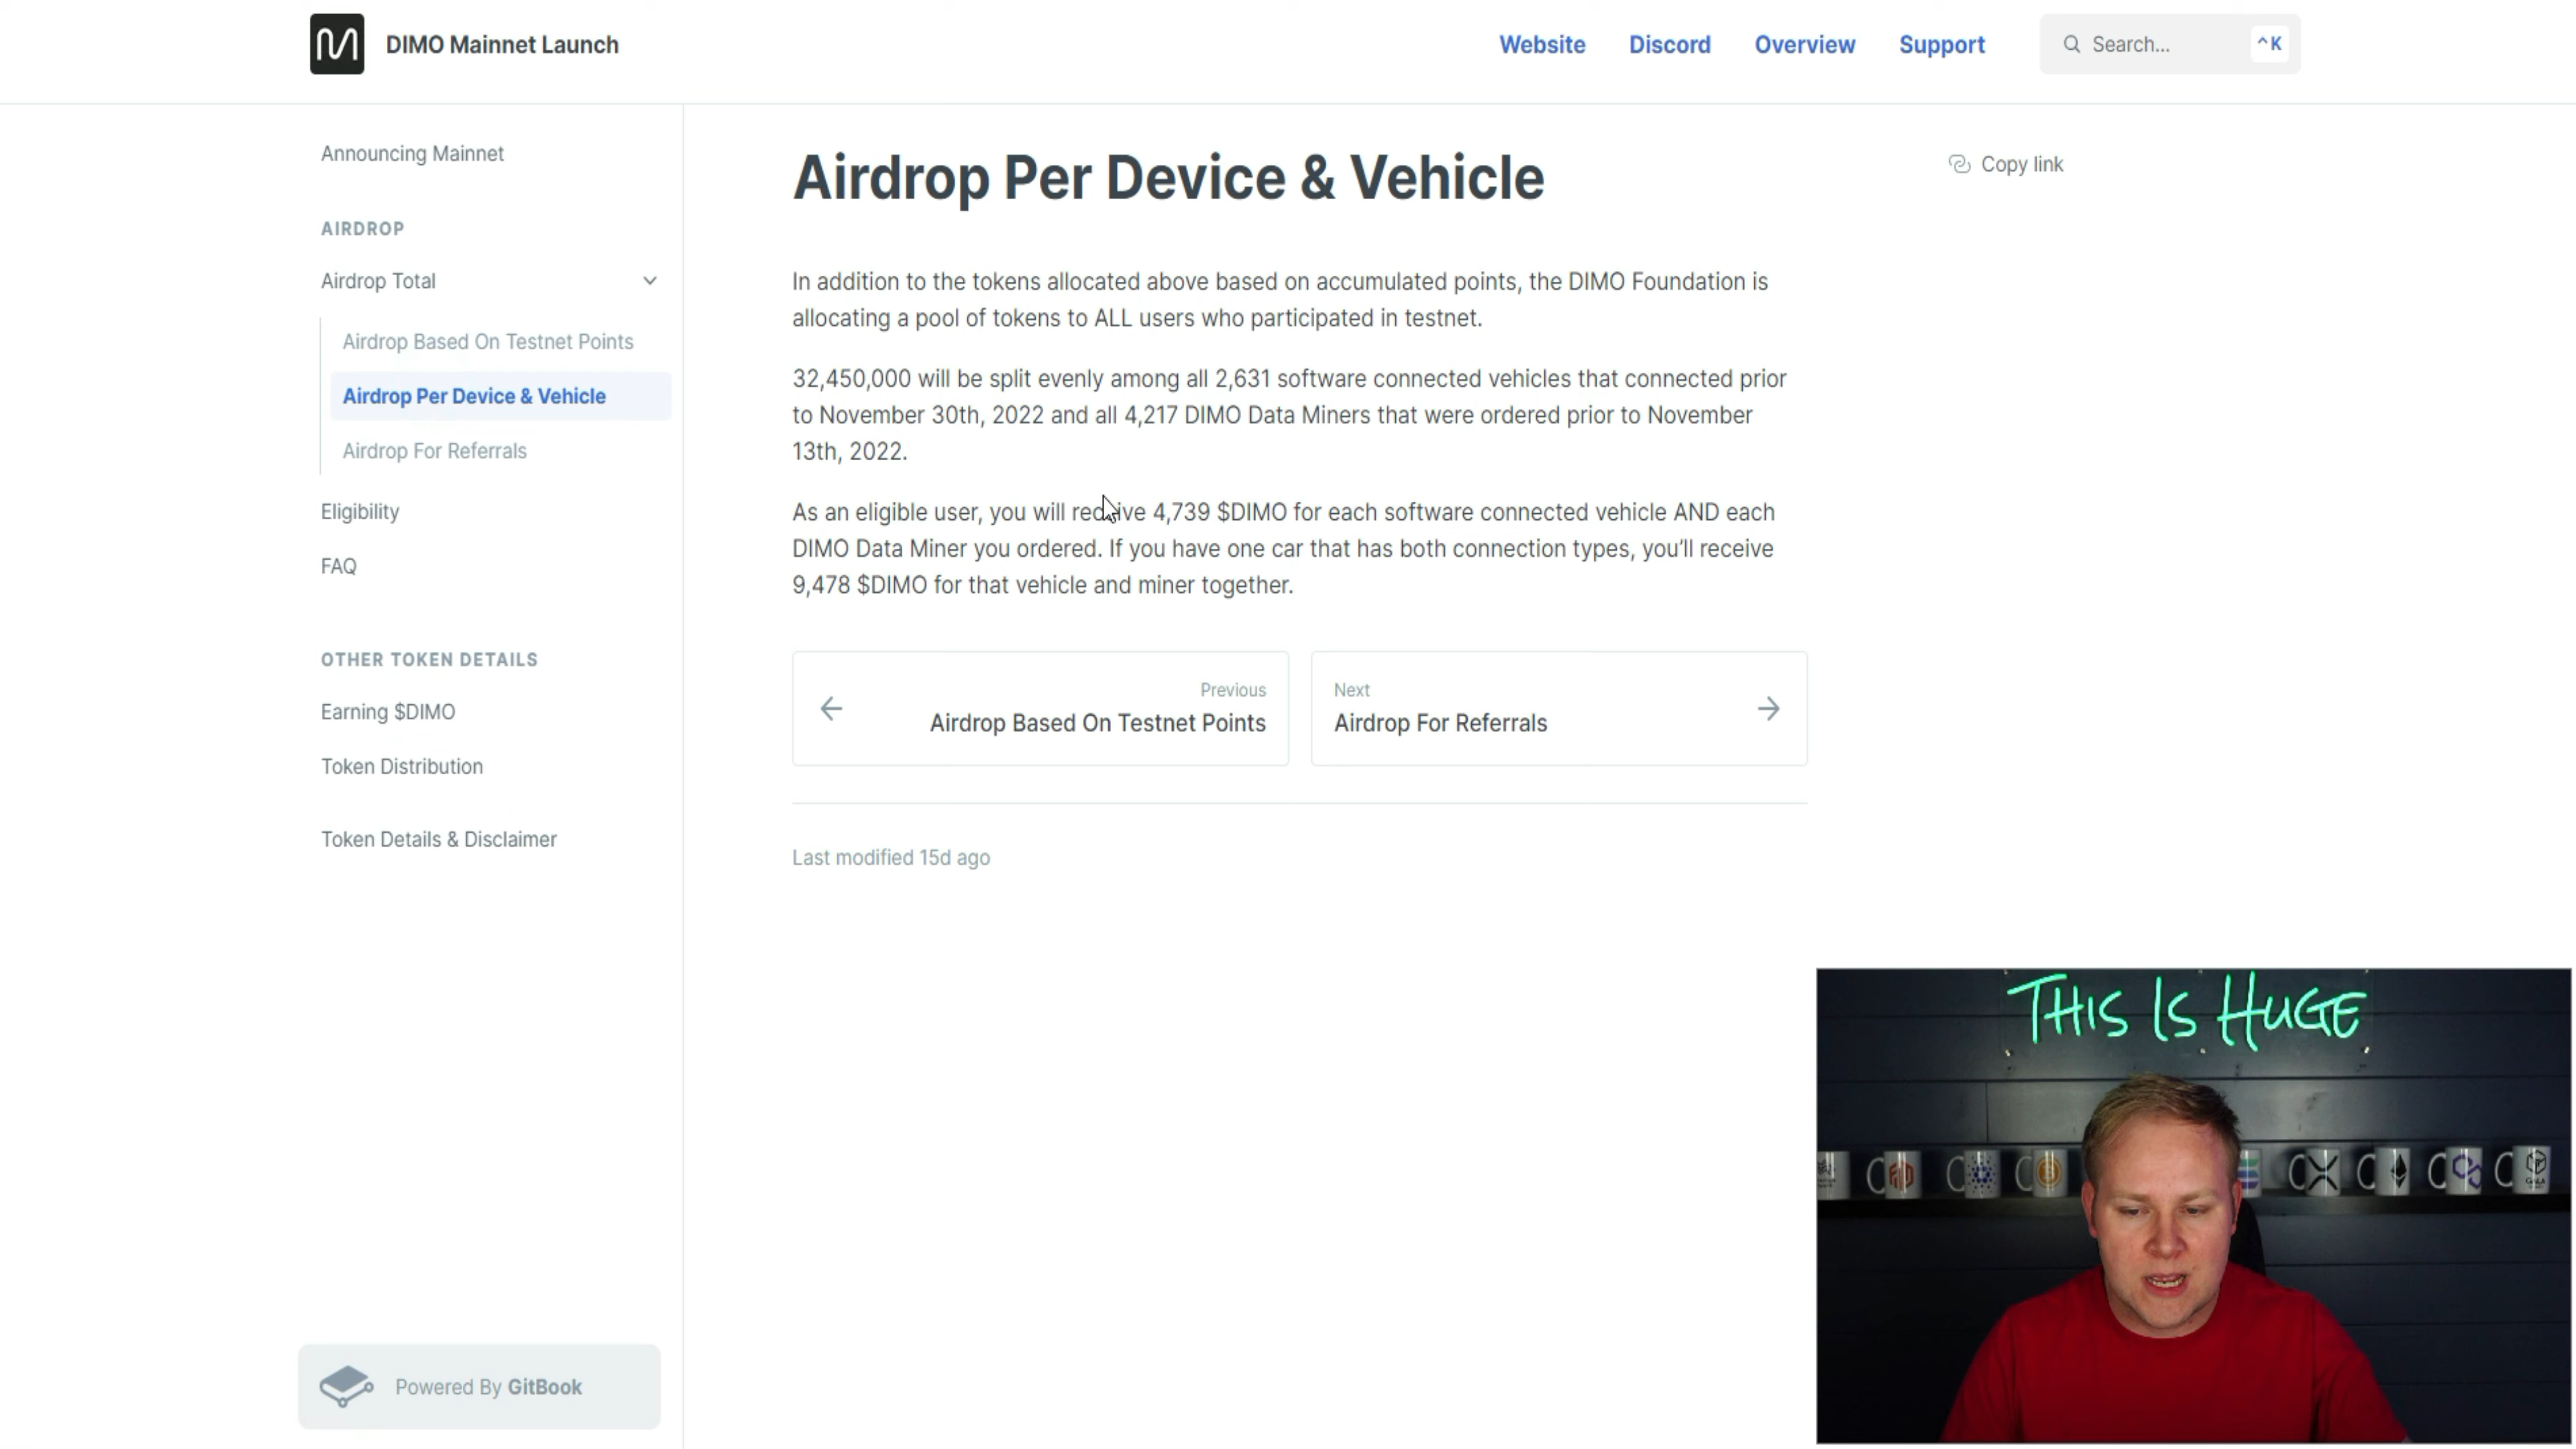 DIMO Mainnet Launch
Website
Discord
Overview
Support
Search...
^K
Announcing Mainnet
AIRDROP
Airdrop Total
Airdrop Based On Testnet Points
Airdrop Per Device & Vehicle
Airdrop For Referrals
Eligibility
FAQ
OTHER TOKEN DETAILS
Earning $DIMO
Token Distribution
Token Details & Disclaimer
Powered By GitBook
Airdrop Per Device & Vehicle
Copy link
In addition to the tokens allocated above based on accumulated points, the DIMO Foundation is
allocating a pool of tokens to ALL users who participated in testnet.
32,450,000 will be split evenly among all 2,631 software connected vehicles that connected prior
to November 30th, 2022 and all 4,217 DIMO Data Miners that were ordered prior to November
13th, 2022.
As an eligible user, you will receive 4,739 $DIMO for each software connected vehicle AND each
DIMO Data Miner you ordered. If you have one car that has both connection types, you'll receive
9,478 $DIMO for that vehicle and miner together.
Previous
Airdrop Based On Testnet Points
Next
Airdrop For Referrals
Last modified 15d ago
THIS IS HUGE
GALA